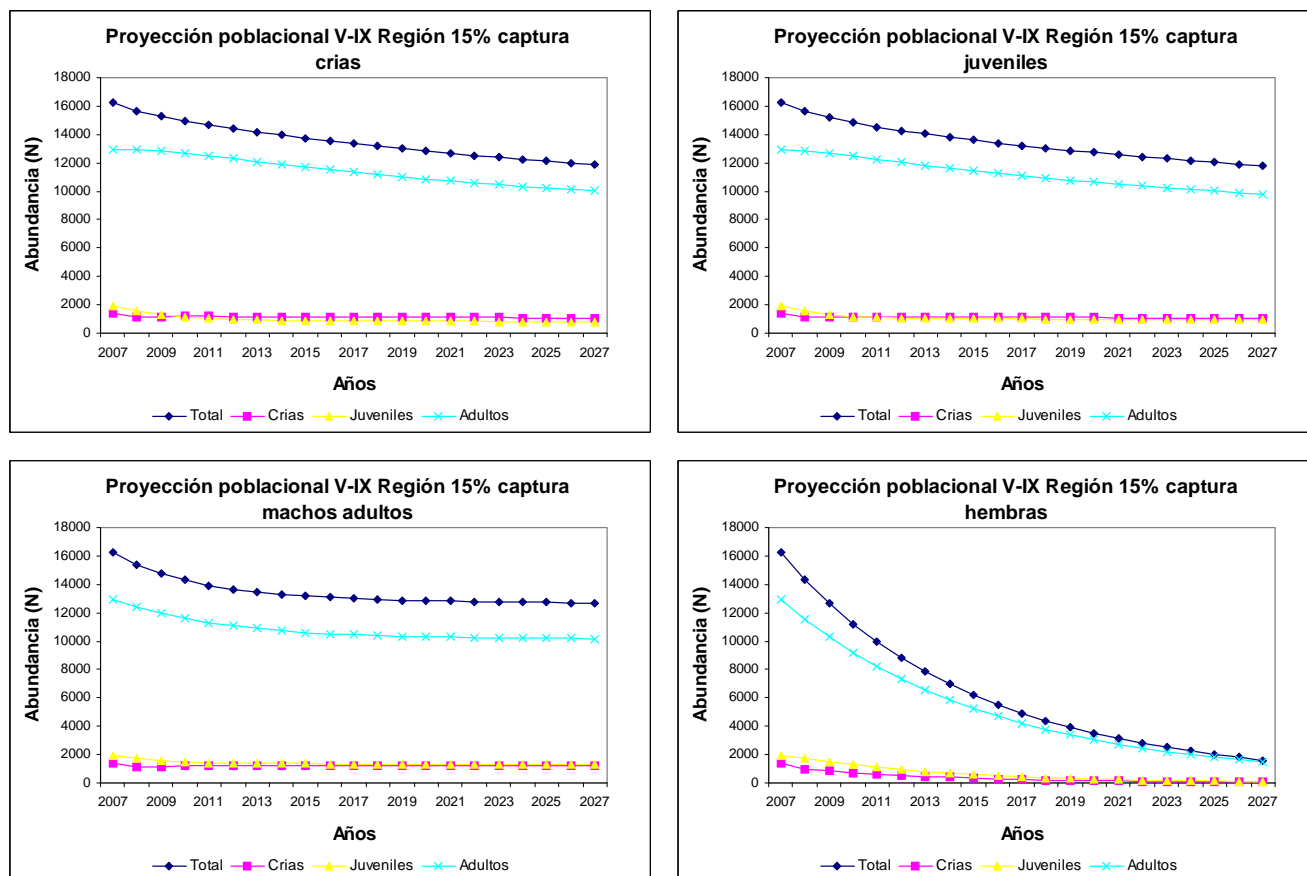 Proyección poblacional V-IX Región 15% captura
crias
18000
16000
14000
12000
10000
8000
6000
4000
2000
0
Abundancia (N)
2007 2009 2011 2013 2015 2017 2019 2021 2023 2025 2027
Años
Total Crias Juveniles Adultos
Proyección poblacional V-IX Región 15% captura
juveniles
18000
16000
14000
12000
10000
8000
6000
4000
2000
0
Abundancia (N)
2007 2009 2011 2013 2015 2017 2019 2021 2023 2025 2027
Años
Total Crias Juveniles Adultos
Proyección poblacional V-IX Región 15% captura
machos adultos
18000
16000
14000
12000
10000
8000
6000
4000
2000
0
Abundancia (N)
2007 2009 2011 2013 2015 2017 2019 2021 2023 2025 2027
Años
Total Crias Juveniles Adultos
Proyección poblacional V-IX Región 15% captura
hembras
18000
16000
14000
12000
10000
8000
6000
4000
2000
0
Abundancia (N)
2007 2009 2011 2013 2015 2017 2019 2021 2023 2025 2027
Años
Total Crias Juveniles Adultos